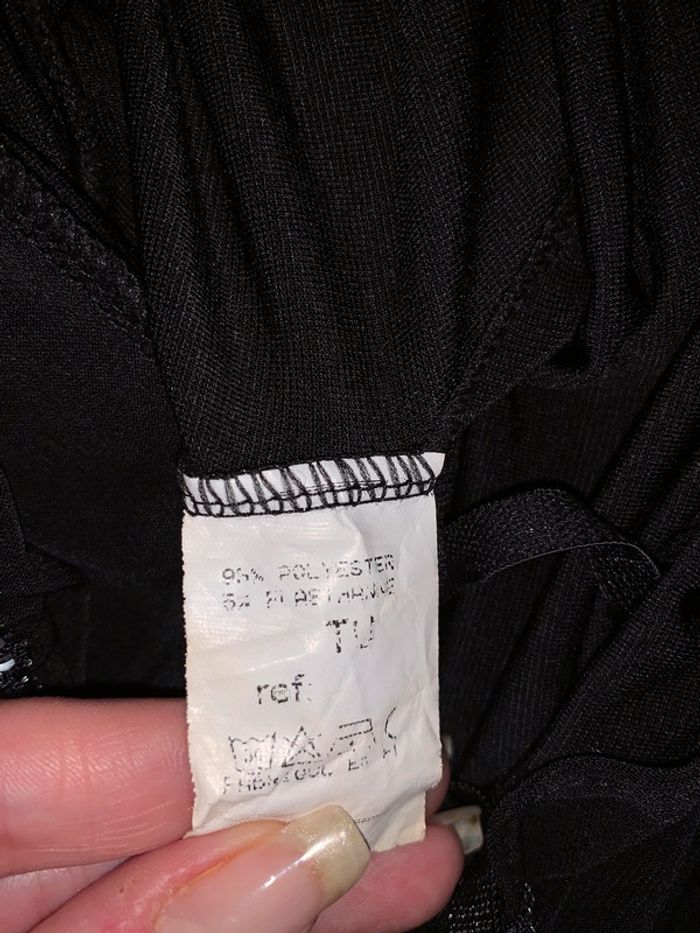 95% POLYESTER
5% ELASTHANNE
TU
ref: